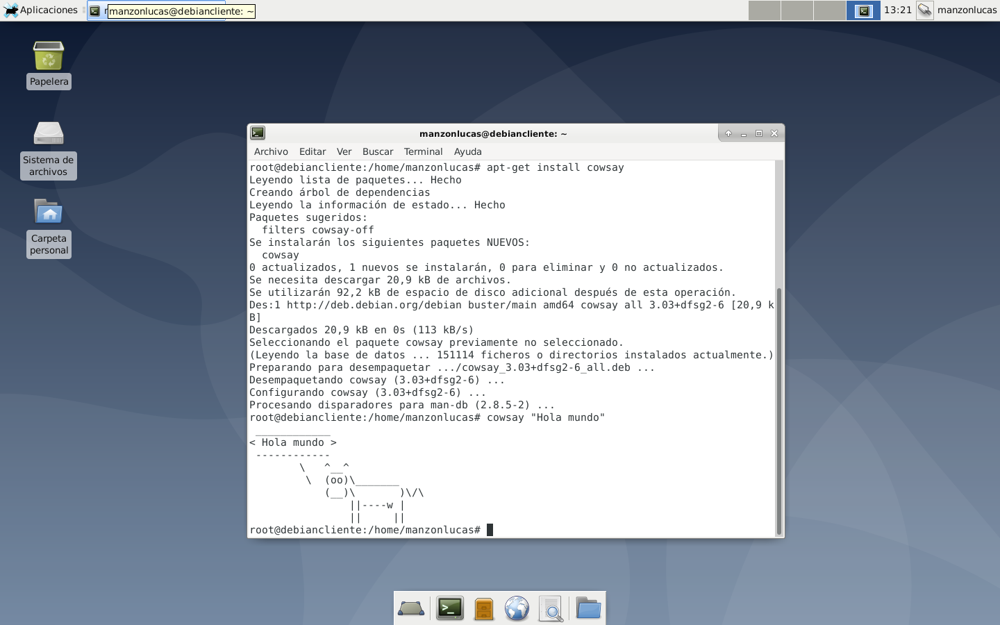 Aplicaciones manzonlucas@debiancliente: ~ 13:21 manzonlucas
Papelera
Sistema de
archivos
Carpeta
personal
manzonlucas@debiancliente: ~
Archivo Editar Ver Buscar Terminal Ayuda
root@debiancliente:/home/manzonlucas# apt-get install cowsay
Leyendo lista de paquetes... Hecho
Creando árbol de dependencias
Leyendo la información de estado... Hecho
Paquetes sugeridos:
  filters cowsay-off
Se instalarán los siguientes paquetes NUEVOS:
  cowsay
0 actualizados, 1 nuevos se instalarán, 0 para eliminar y 0 no actualizados.
Se necesita descargar 20,9 kB de archivos.
Se utilizarán 92,2 kB de espacio de disco adicional después de esta operación.
Des:1 http://deb.debian.org/debian buster/main amd64 cowsay all 3.03+dfsg2-6 [20,9 k
B]
Descargados 20,9 kB en 0s (113 kB/s)
Seleccionando el paquete cowsay previamente no seleccionado.
(Leyendo la base de datos ... 151114 ficheros o directorios instalados actualmente.)
Preparando para desempaquetar .../cowsay_3.03+dfsg2-6_all.deb ...
Desempaquetando cowsay (3.03+dfsg2-6) ...
Configurando cowsay (3.03+dfsg2-6) ...
Procesando disparadores para man-db (2.8.5-2) ...
root@debiancliente:/home/manzonlucas# cowsay "Hola mundo"
 ____________
< Hola mundo >
 ------------
        \   ^__^
         \  (oo)\_______
            (__)\       )\/\
                ||----w |
                ||     ||
root@debiancliente:/home/manzonlucas#